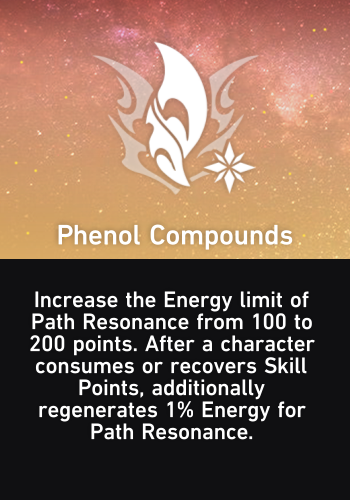 Phenol Compounds
Increase the Energy limit of
Path Resonance from 100 to
200 points. After a character
consumes or recovers Skill
Points, additionally
regenerates 1% Energy for
Path Resonance.